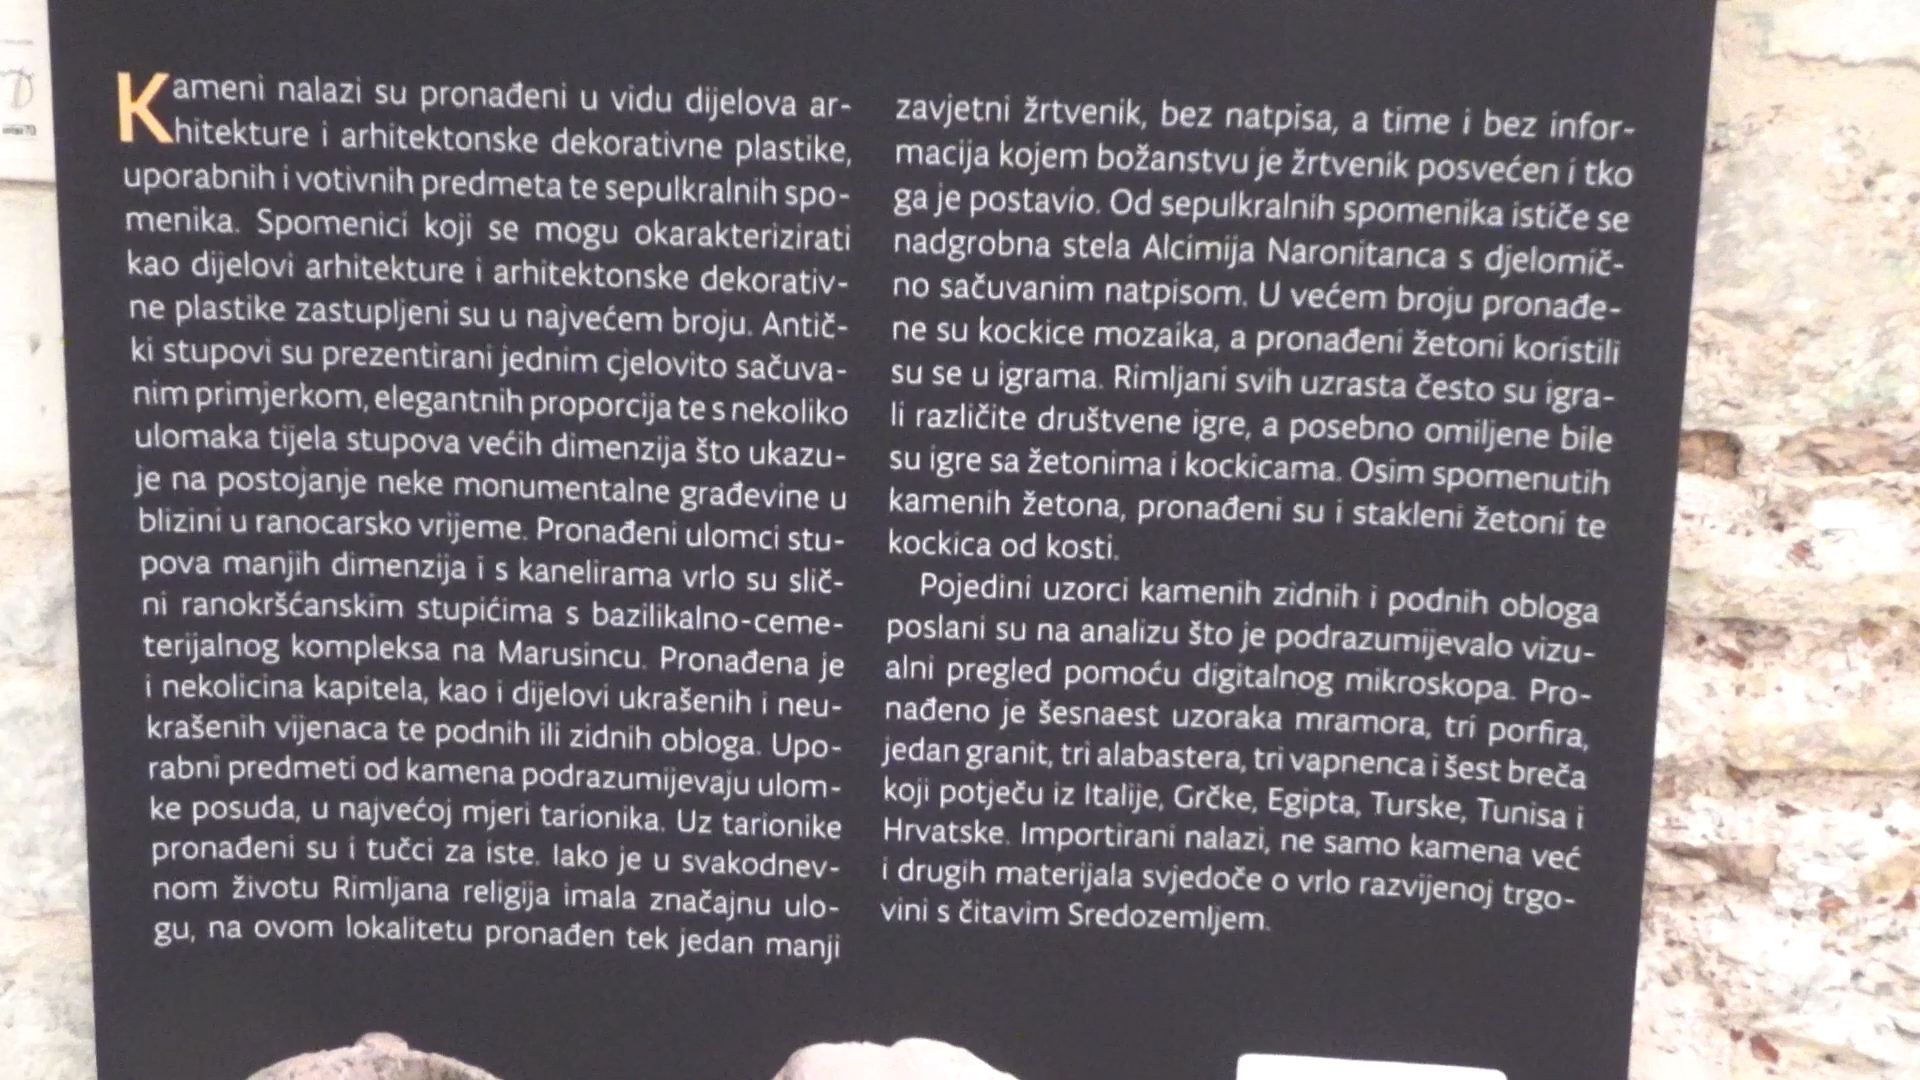 Kameni nalazi su pronađeni u vidu dijelova ar-
hitekture i arhitektonske dekorativne plastike,
uporabnih i votivnih predmeta te sepulkralnih spo-
menika. Spomenici koji se mogu okarakterizirati
kao dijelovi arhitekture i arhitektonske dekorativ-
ne plastike zastupljeni su u najvećem broju. Antič-
ki stupovi su prezentirani jednim cjelovito sačuva-
nim primjerkom, elegantnih proporcija te s nekoliko
ulomaka tijela stupova većih dimenzija što ukazu-
je na postojanje neke monumentalne građevine u
blizini u ranocarsko vrijeme. Pronađeni ulomci stu-
pova manjih dimenzija i s kanelirama vrlo su slič-
ni ranokršćanskim stupićima s bazilikalno-ceme-
terijalnog kompleksa na Marusincu. Pronađena je
i nekolicina kapitela, kao i dijelovi ukrašenih i neu-
krašenih vijenaca te podnih ili zidnih obloga. Upo-
rabni predmeti od kamena podrazumijevaju ulom-
ke posuda, u najvećoj mjeri tarionika. Uz tarionike
pronađeni su i tučci za iste. Iako je u svakodnev-
nom životu Rimljana religija imala značajnu ulo-
gu, na ovom lokalitetu pronađen tek jedan manji
zavjetni žrtvenik, bez natpisa, a time i bez infor-
macija kojem božanstvu je žrtvenik posvećen i tko
ga je postavio. Od sepulkralnih spomenika ističe se
nadgrobna stela Alcimija Naronitanca s djelomič-
no sačuvanim natpisom. U većem broju pronađe-
ne su kockice mozaika, a pronađeni žetoni koristili
su se u igrama. Rimljani svih uzrasta često su igra-
li različite društvene igre, a posebno omiljene bile
su igre sa žetonima i kockicama. Osim spomenutih
kamenih žetona, pronađeni su i stakleni žetoni te
kockica od kosti.
Pojedini uzorci kamenih zidnih i podnih obloga
poslani su na analizu što je podrazumijevalo vizu-
alni pregled pomoću digitalnog mikroskopa. Pro-
nađeno je šesnaest uzoraka mramora, tri porfira,
jedan granit, tri alabastera, tri vapnenca i šest breča
koji potječu iz Italije, Grčke, Egipta, Turske, Tunisa i
Hrvatske. Importirani nalazi, ne samo kamena već
i drugih materijala svjedoče o vrlo razvijenoj trgo-
vini s čitavim Sredozemljem.